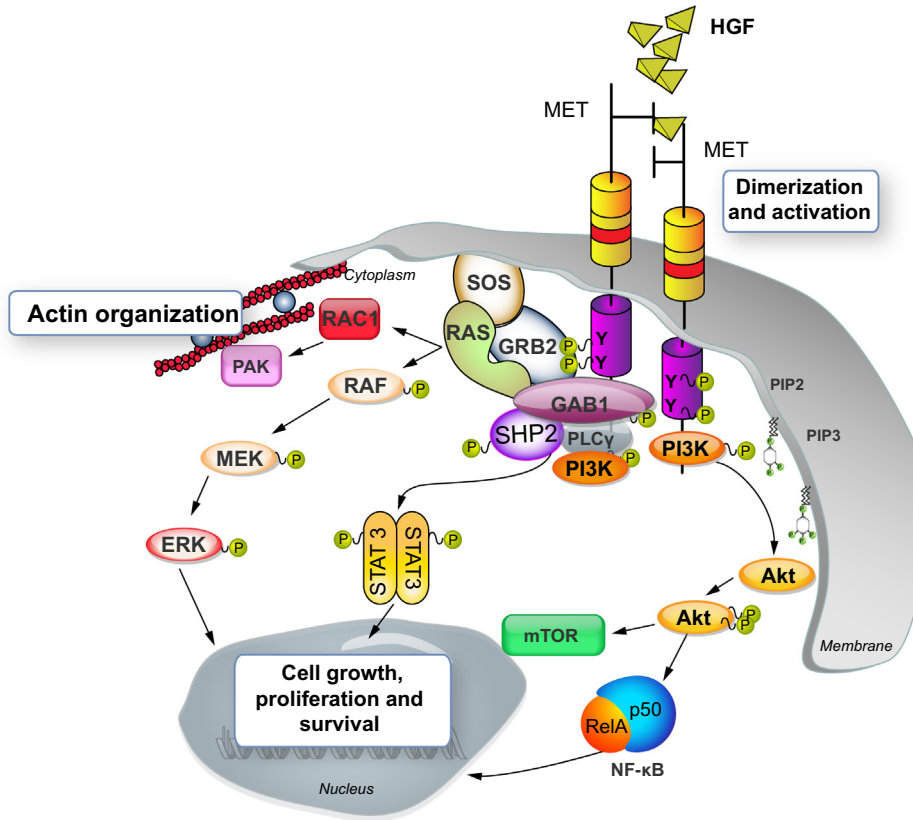 HGF
MET
MET
Dimerization
and activation
Cytoplasm
SOS
Actin organization
RAC1
RAS
GRB2
P
Y
P
Y
PAK
RAF
P
GAB1
P
Y
P
Y
P
PIP2
SHP2
P
PLCγ
P
PI3K
PI3K
P
PIP3
MEK
P
ERK
P
P
STAT 3
STAT3
P
Akt
Akt
P
P
mTOR
Membrane
Cell growth,
proliferation and
survival
p50
RelA
NF-κB
Nucleus